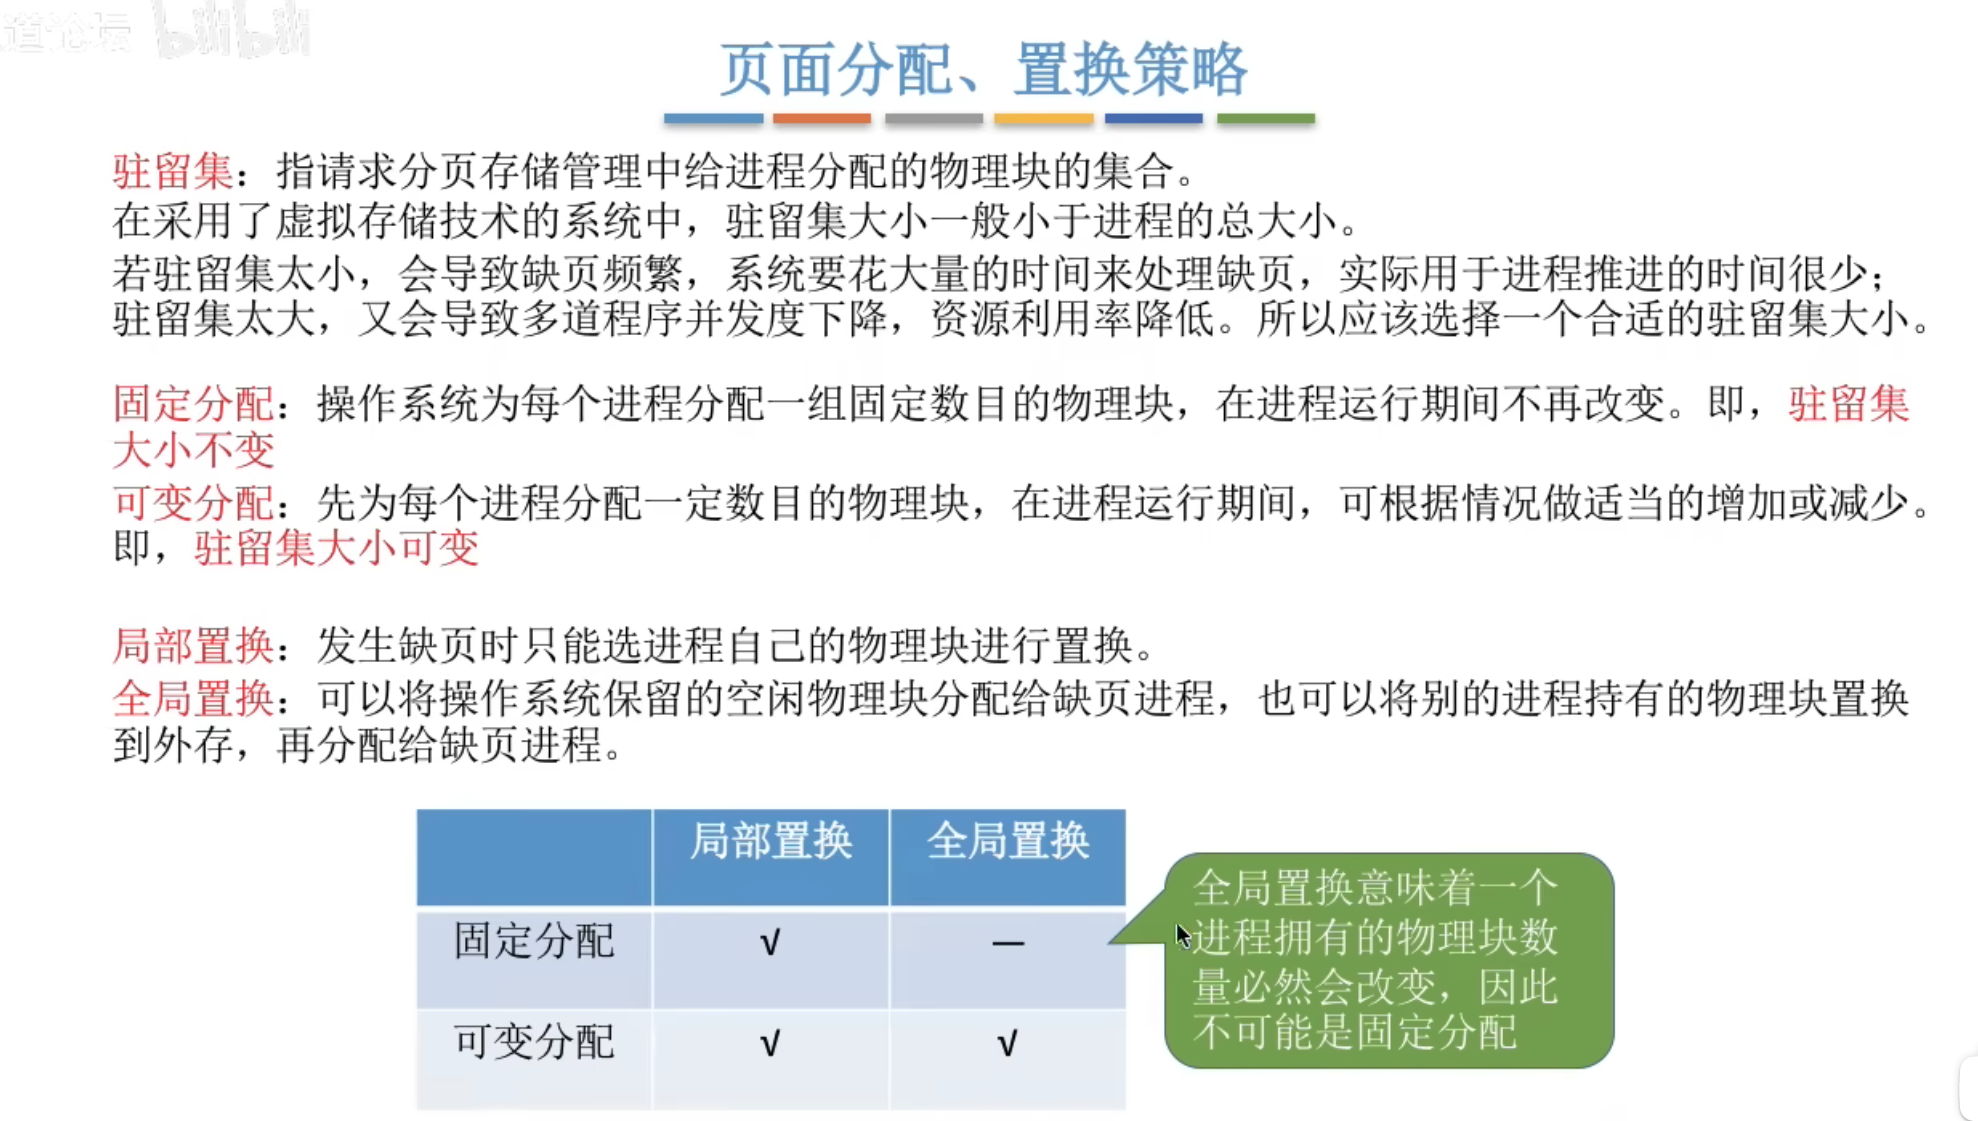 道论坛 bilibili
页面分配、置换策略
驻留集：指请求分页存储管理中给进程分配的物理块的集合。
在采用了虚拟存储技术的系统中，驻留集大小一般小于进程的总大小。
若驻留集太小，会导致缺页频繁，系统要花大量的时间来处理缺页，实际用于进程推进的时间很少；
驻留集太大，又会导致多道程序并发度下降，资源利用率降低。所以应该选择一个合适的驻留集大小。
固定分配：操作系统为每个进程分配一组固定数目的物理块，在进程运行期间不再改变。即，驻留集
大小不变
可变分配：先为每个进程分配一定数目的物理块，在进程运行期间，可根据情况做适当的增加或减少。
即，驻留集大小可变
局部置换：发生缺页时只能选进程自己的物理块进行置换。
全局置换：可以将操作系统保留的空闲物理块分配给缺页进程，也可以将别的进程持有的物理块置换
到外存，再分配给缺页进程。
局部置换 全局置换
固定分配 √ —
可变分配 √ √
全局置换意味着一个
进程拥有的物理块数
量必然会改变，因此
不可能是固定分配